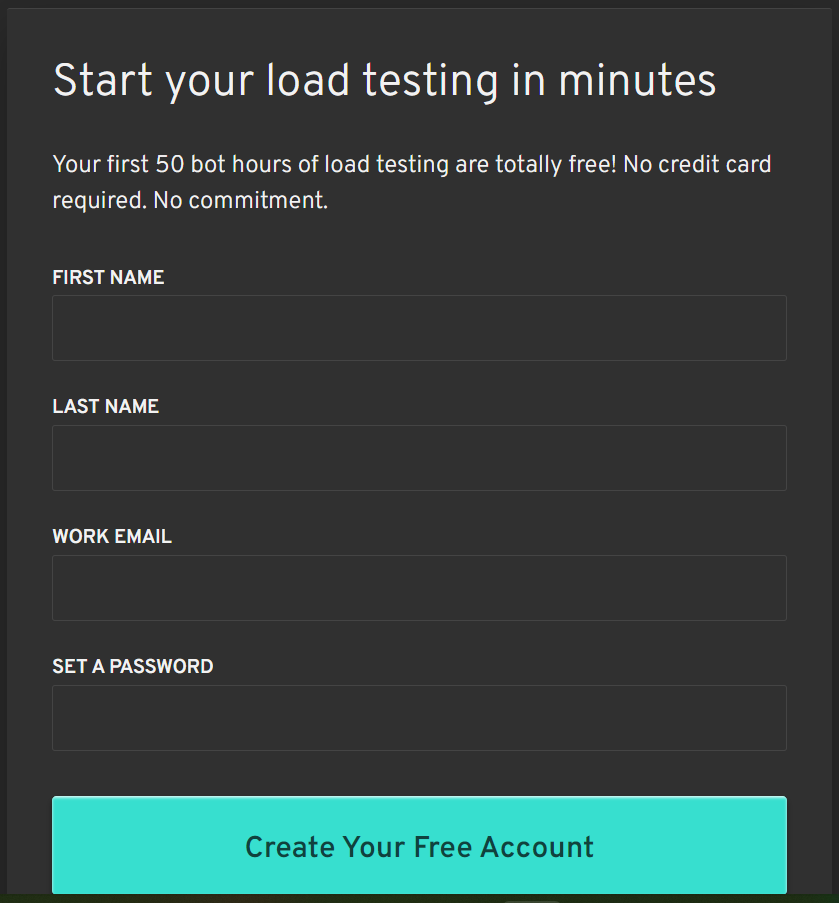 Start your load testing in minutes
Your first 50 bot hours of load testing are totally free! No credit card
required. No commitment.
FIRST NAME
LAST NAME
WORK EMAIL
SET A PASSWORD
Create Your Free Account